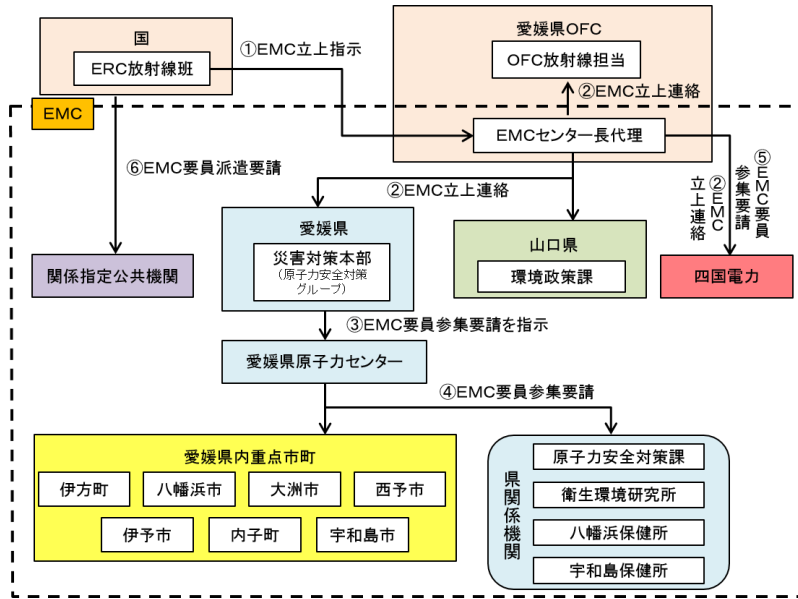 国
ERC放射線班
①EMC立上指示
愛媛県OFC
OFC放射線担当
②EMC立上連絡
EMC
EMCセンター長代理
⑥EMC要員派遣要請
②EMC立上連絡
⑤EMC要員
参集要請
②EMC
立上連絡
関係指定公共機関
愛媛県
災害対策本部
(原子力安全対策
グループ)
山口県
環境政策課
四国電力
③EMC要員参集要請を指示
愛媛県原子力センター
④EMC要員参集要請
愛媛県内重点市町
伊方町
八幡浜市
大洲市
西予市
伊予市
内子町
宇和島市
県関係機関
原子力安全対策課
衛生環境研究所
八幡浜保健所
宇和島保健所